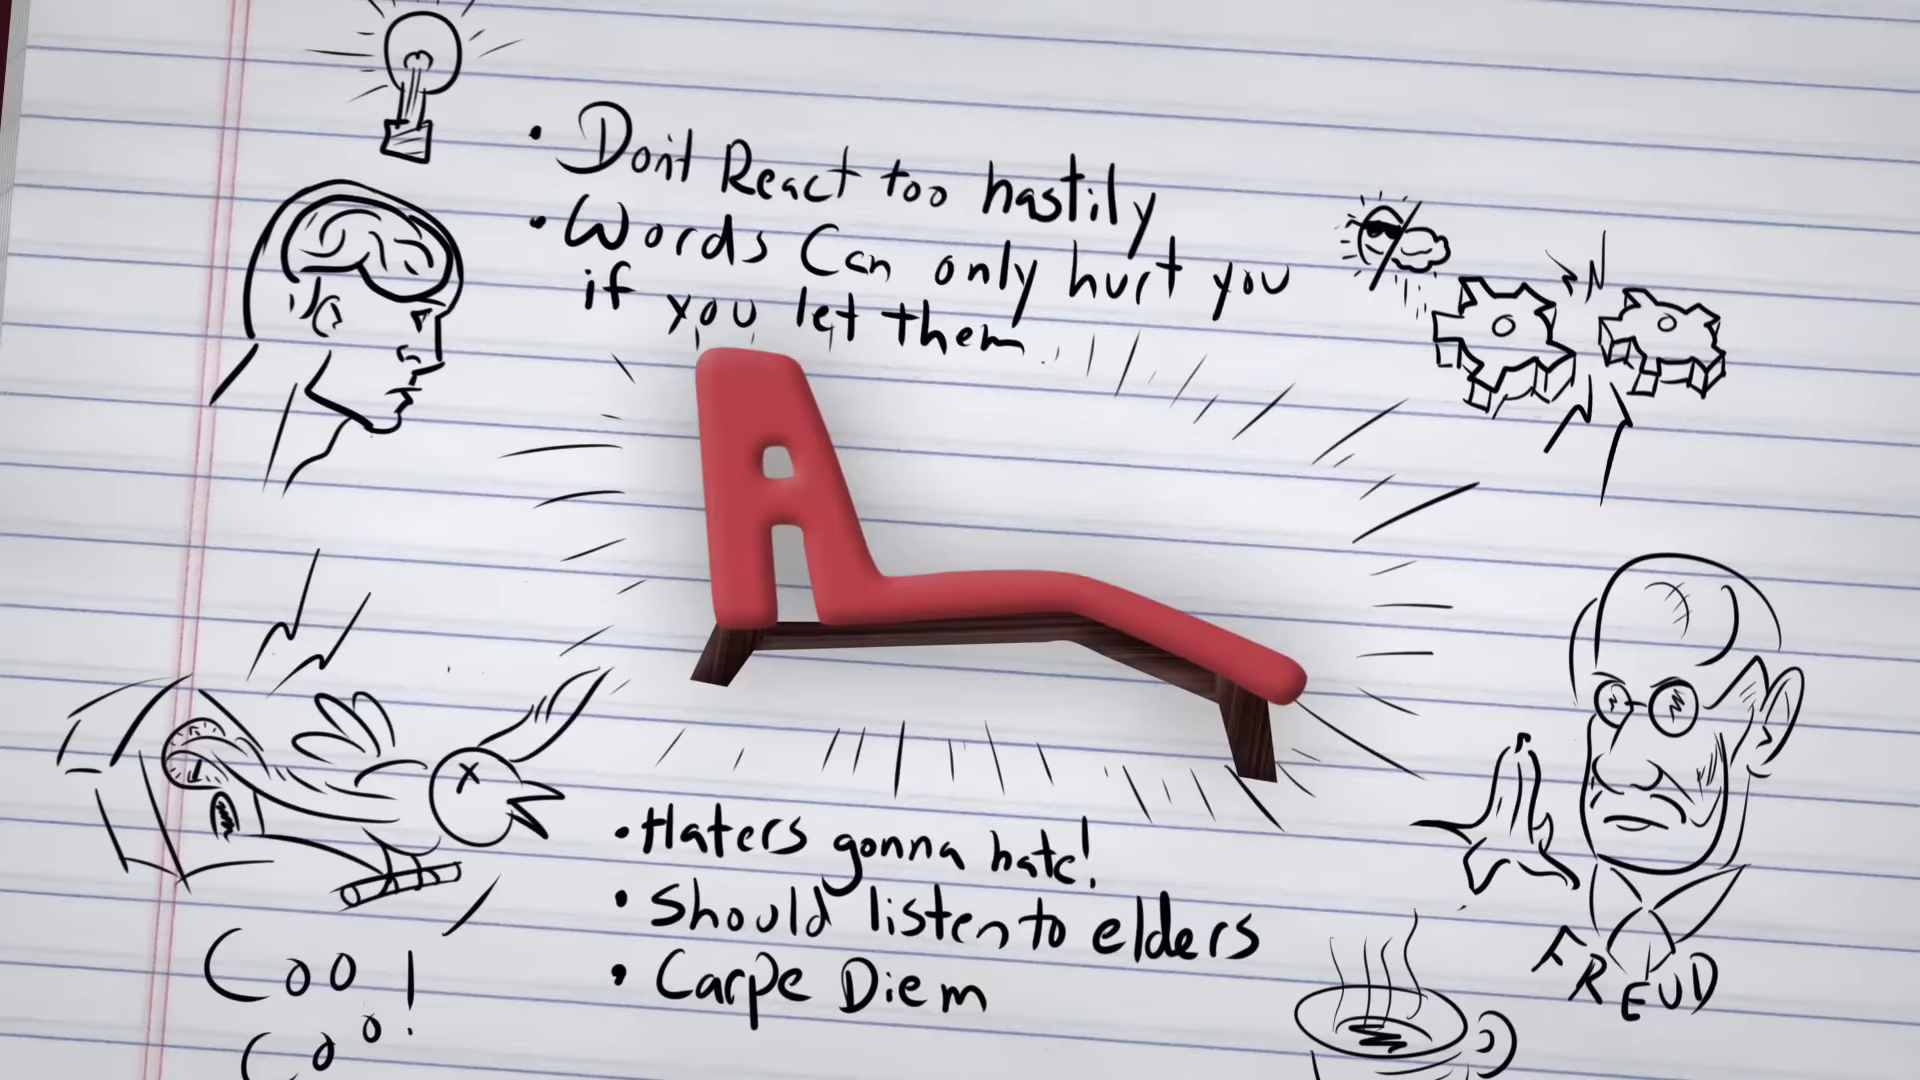 • Don't React too hastily
• Words Can only hurt you
if you let them.
• Haters gonna hate!
• Should listen to elders
• Carpe Diem
FREUD
Coo!
Coo!